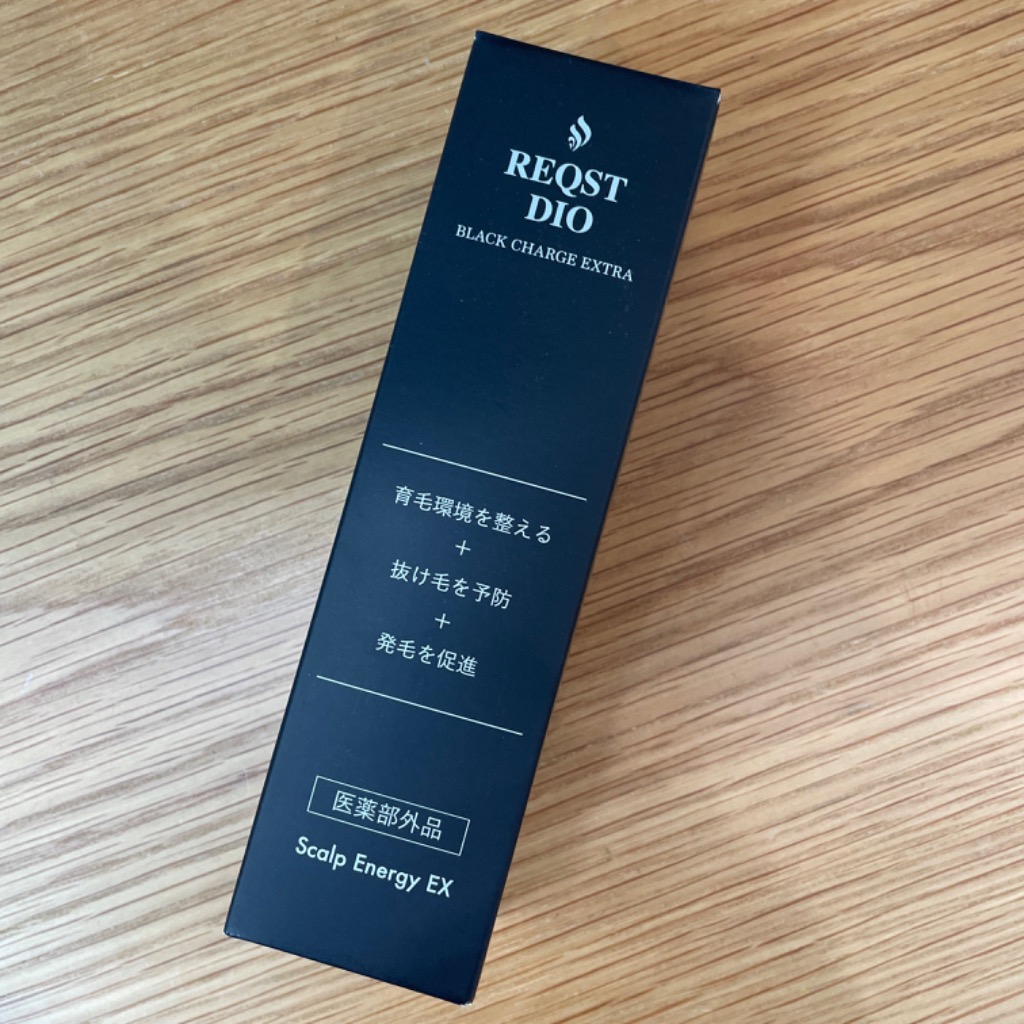 REQST
DIO
BLACK CHARGE EXTRA
育毛環境を整える
+
抜け毛を予防
+
発毛を促進
医薬部外品
Scalp Energy EX